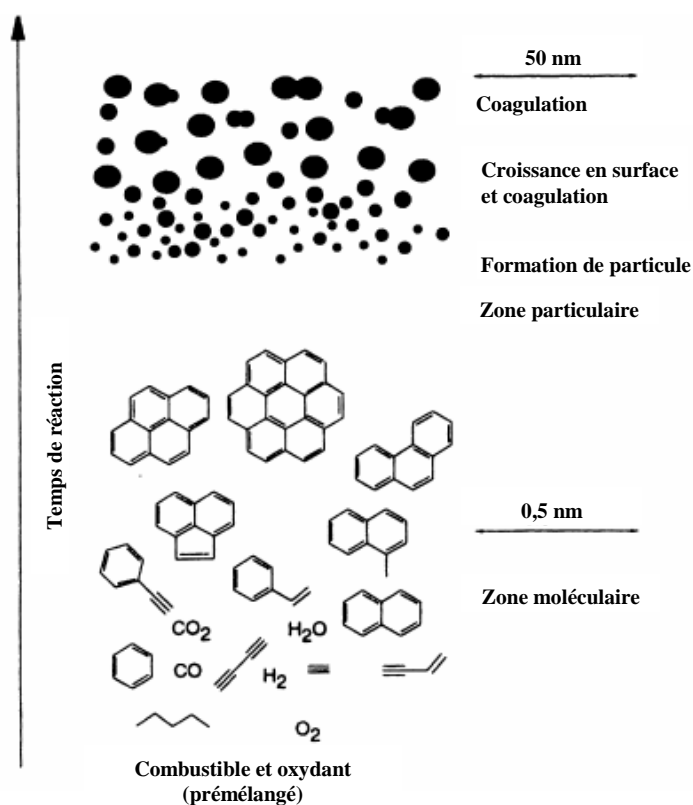 50 nm
Coagulation
Croissance en surface
et coagulation
Formation de particule
Zone particulaire
Temps de réaction
0,5 nm
Zone moléculaire
CO2
H2O
CO
H2
O2
Combustible et oxydant
(prémélangé)